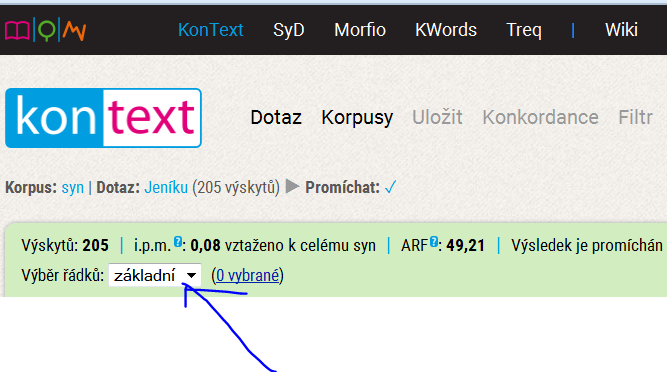 KonText SyD Morfio KWords Treq | Wiki
kontext
Dotaz Korpusy Uložit Konkordance Filtr
Korpus: syn | Dotaz: Jeníku (205 výskytů) ▶ Promíchat: ✓
Výskytů: 205 | i.p.m.?: 0,08 vztaženo k celému syn | ARF?: 49,21 | Výsledek je promíchán
Výběr řádků: základní (0 vybrané)